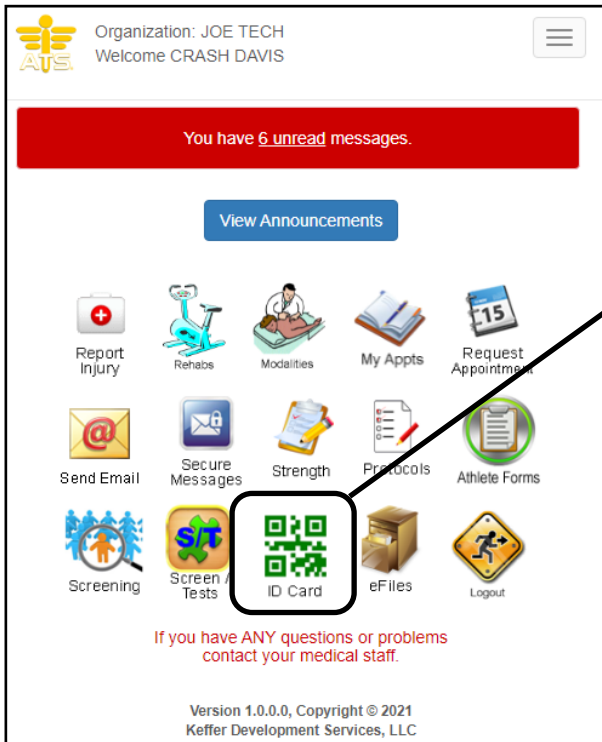 Organization: JOE TECH
Welcome CRASH DAVIS
ATS
You have 6 unread messages.
View Announcements
Report
Injury
Rehabs
Modalities
My Appts
15
Request
Appointment
@
Send Email
Secure
Messages
Strength
Protocols
Athlete Forms
Screening
S/T
Screen /
Tests
ID Card
eFiles
Logout
If you have ANY questions or problems
contact your medical staff.
Version 1.0.0.0, Copyright © 2021
Keffer Development Services, LLC